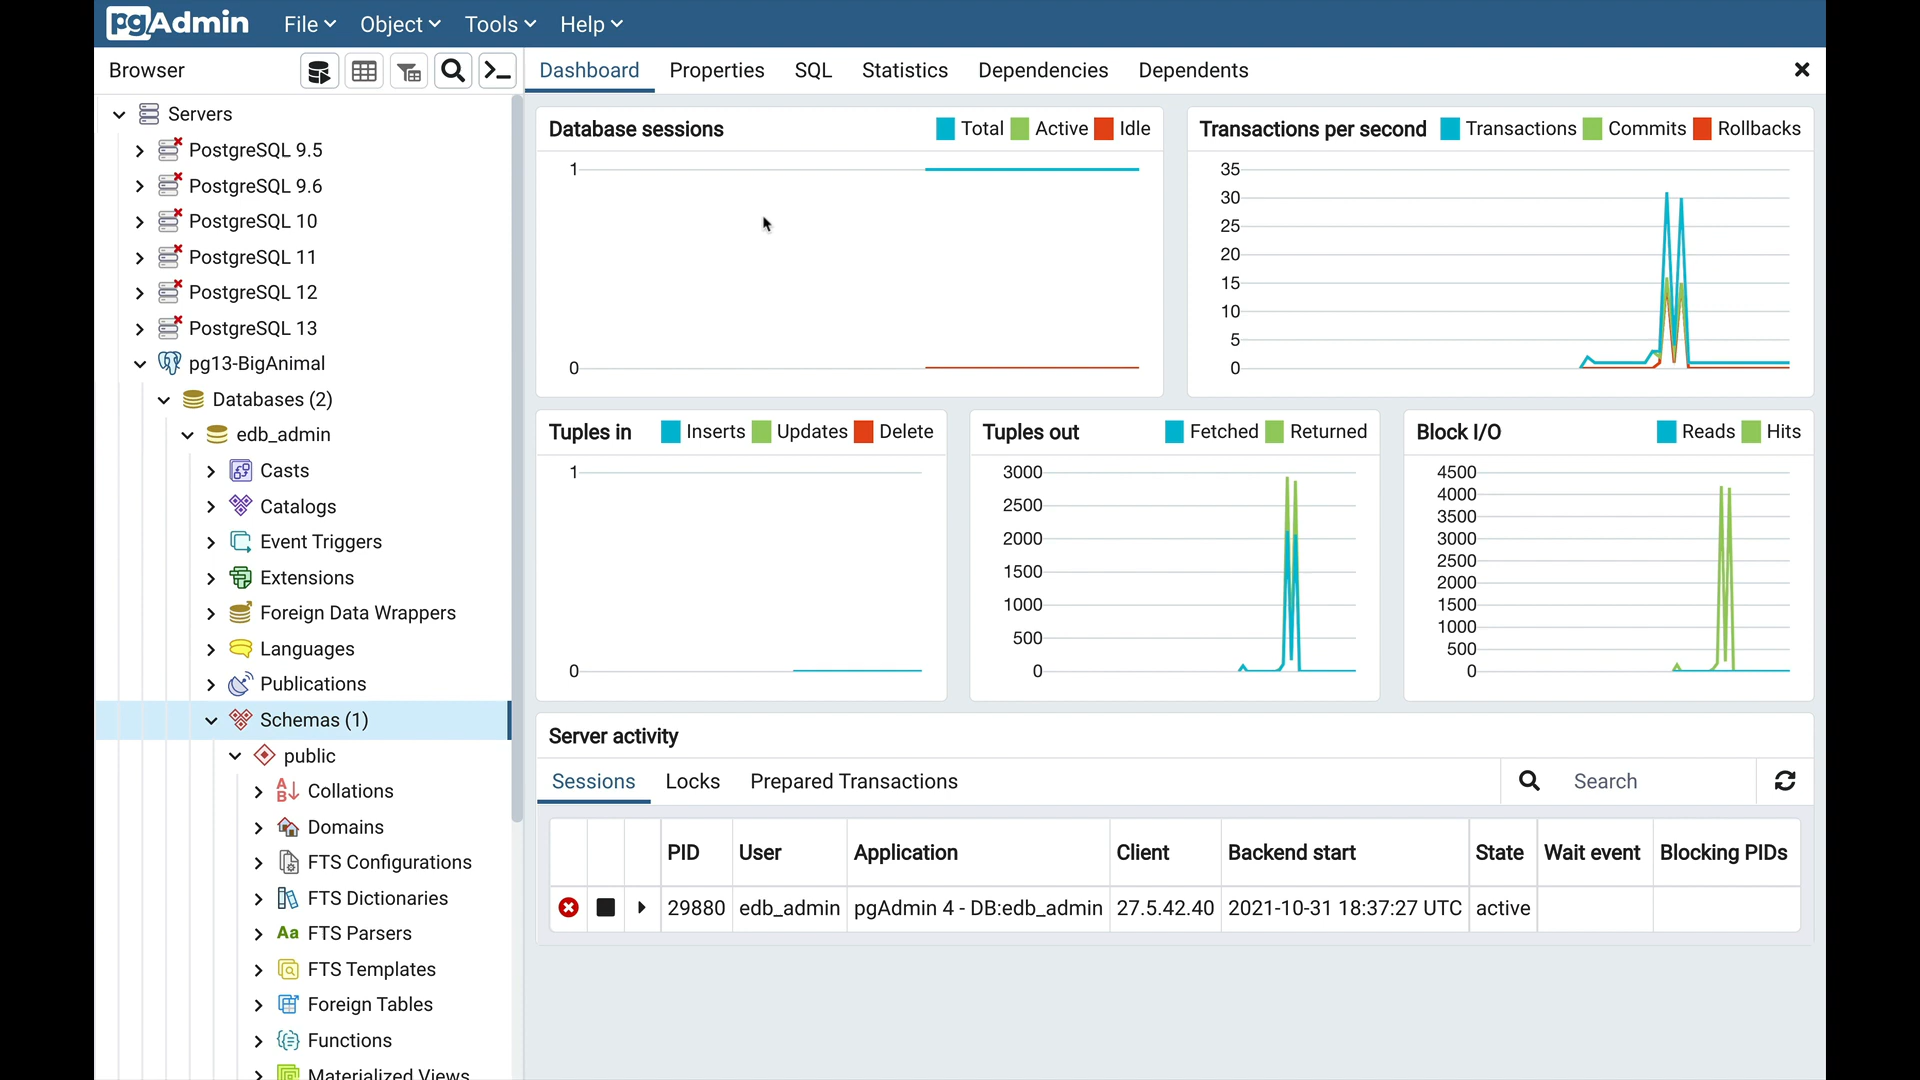 pgAdmin File Object Tools Help
Browser
Dashboard Properties SQL Statistics Dependencies Dependents
Servers
PostgreSQL 9.5
PostgreSQL 9.6
PostgreSQL 10
PostgreSQL 11
PostgreSQL 12
PostgreSQL 13
pg13-BigAnimal
Databases (2)
edb_admin
Casts
Catalogs
Event Triggers
Extensions
Foreign Data Wrappers
Languages
Publications
Schemas (1)
public
Collations
Domains
FTS Configurations
FTS Dictionaries
Aa FTS Parsers
FTS Templates
Foreign Tables
Functions
Materialized Views
Database sessions Total Active Idle
1
0
Transactions per second Transactions Commits Rollbacks
35
30
25
20
15
10
5
0
Tuples in Inserts Updates Delete
1
0
Tuples out Fetched Returned
3000
2500
2000
1500
1000
500
0
Block I/O Reads Hits
4500
4000
3500
3000
2500
2000
1500
1000
500
0
Server activity
Sessions Locks Prepared Transactions Search
PID User Application Client Backend start State Wait event Blocking PIDs
29880 edb_admin pgAdmin 4 - DB:edb_admin 27.5.42.40 2021-10-31 18:37:27 UTC active